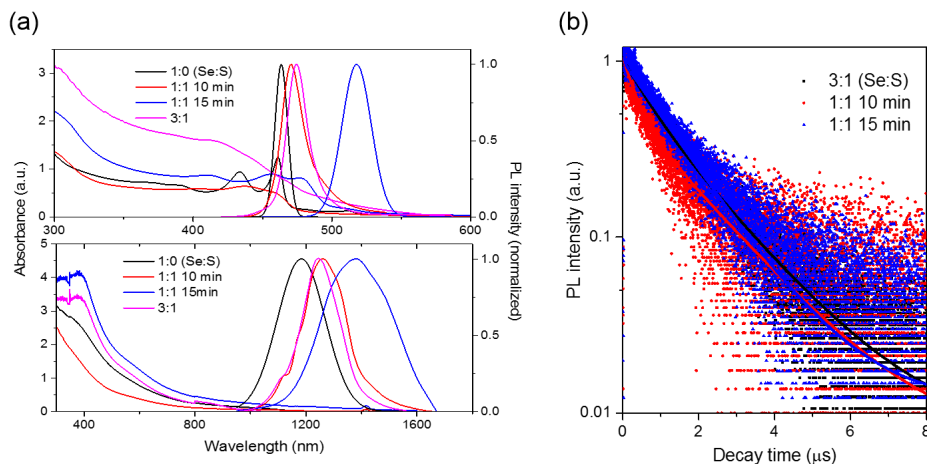 (a)
(b)
3
2
1
0
1:0 (Se:S)
1:1 10 min
1:1 15 min
3:1
1.0
0.5
0.0
300
400
500
600
Absorbance (a.u.)
PL intensity (normalized)
5
4
3
2
1
0
1:0 (Se:S)
1:1 10 min
1:1 15min
3:1
1.0
0.5
0.0
400
800
1200
1600
Wavelength (nm)
1
0.1
0.01
PL intensity (a.u.)
3:1 (Se:S)
1:1 10 min
1:1 15 min
0
2
4
6
8
Decay time (μs)